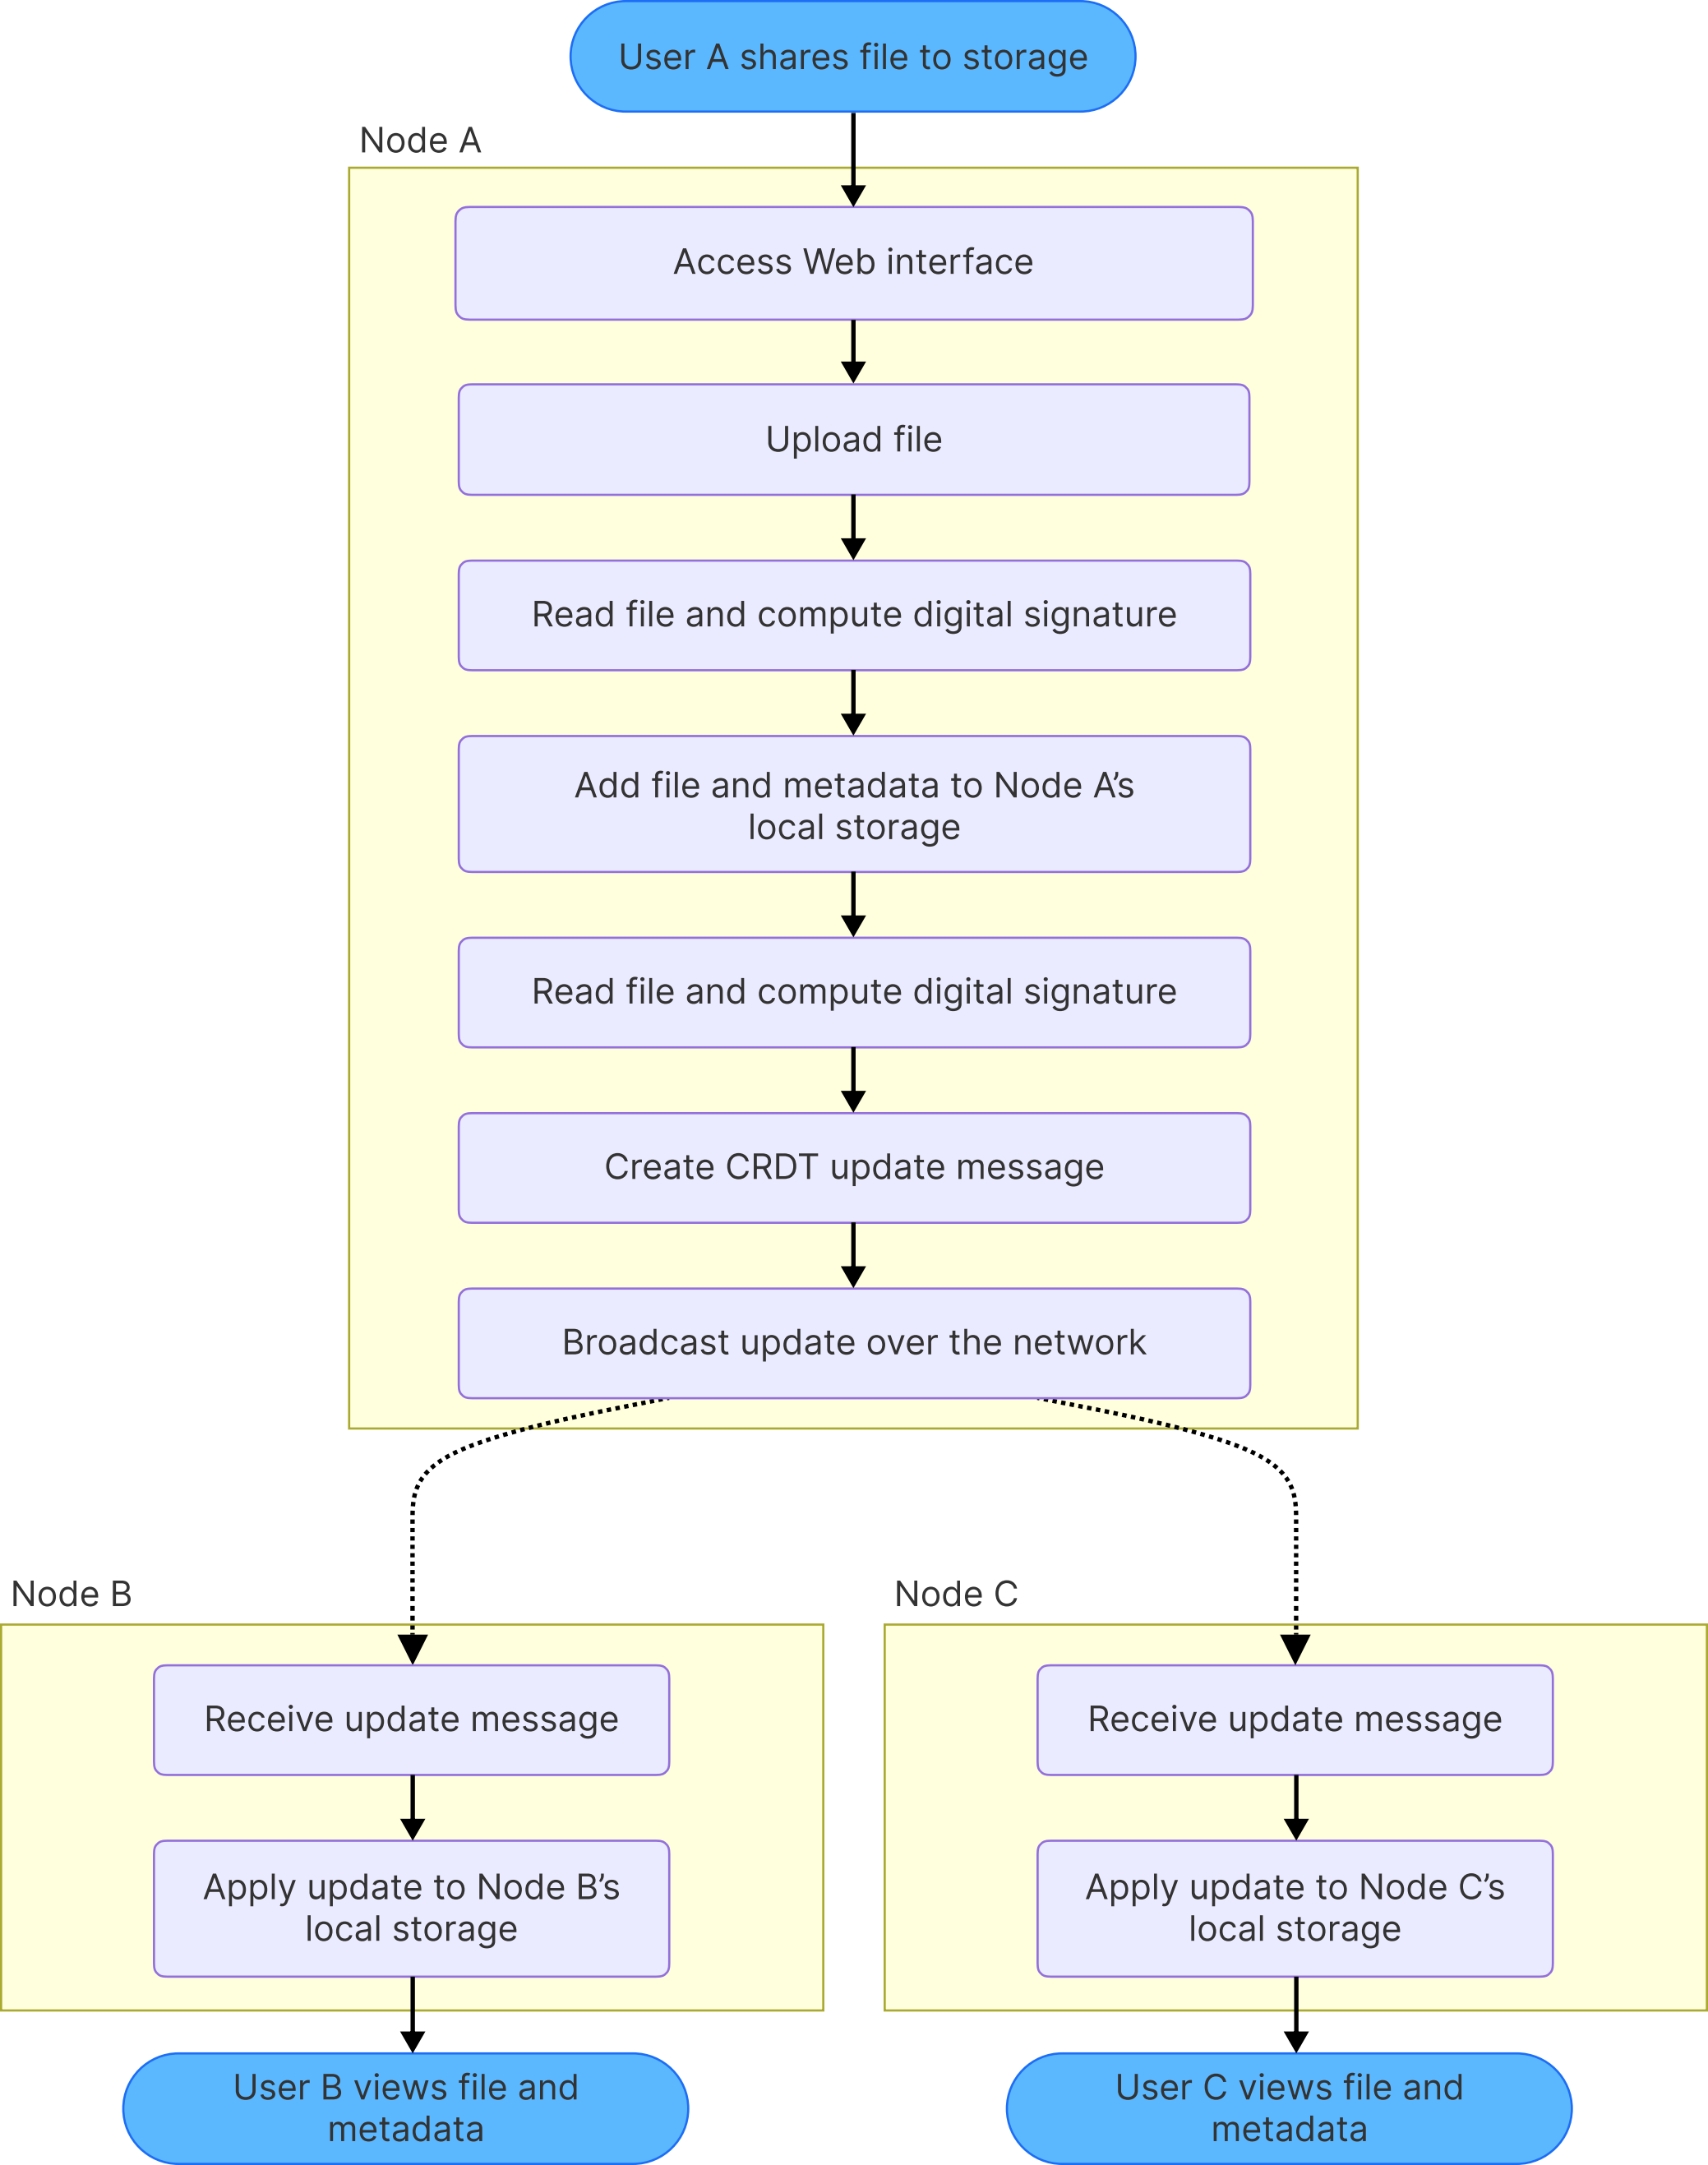 User A shares file to storage
Node A
Access Web interface
Upload file
Read file and compute digital signature
Add file and metadata to Node A’s
local storage
Read file and compute digital signature
Create CRDT update message
Broadcast update over the network
Node B
Receive update message
Apply update to Node B’s
local storage
User B views file and
metadata
Node C
Receive update message
Apply update to Node C’s
local storage
User C views file and
metadata